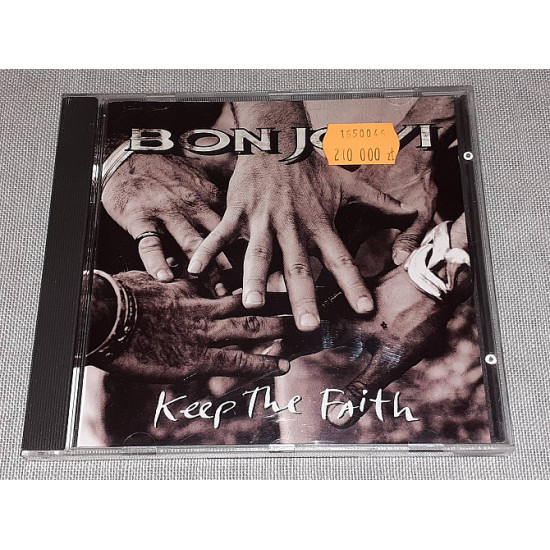 BON JOVI
1650046
210 000 zł
Keep The Faith